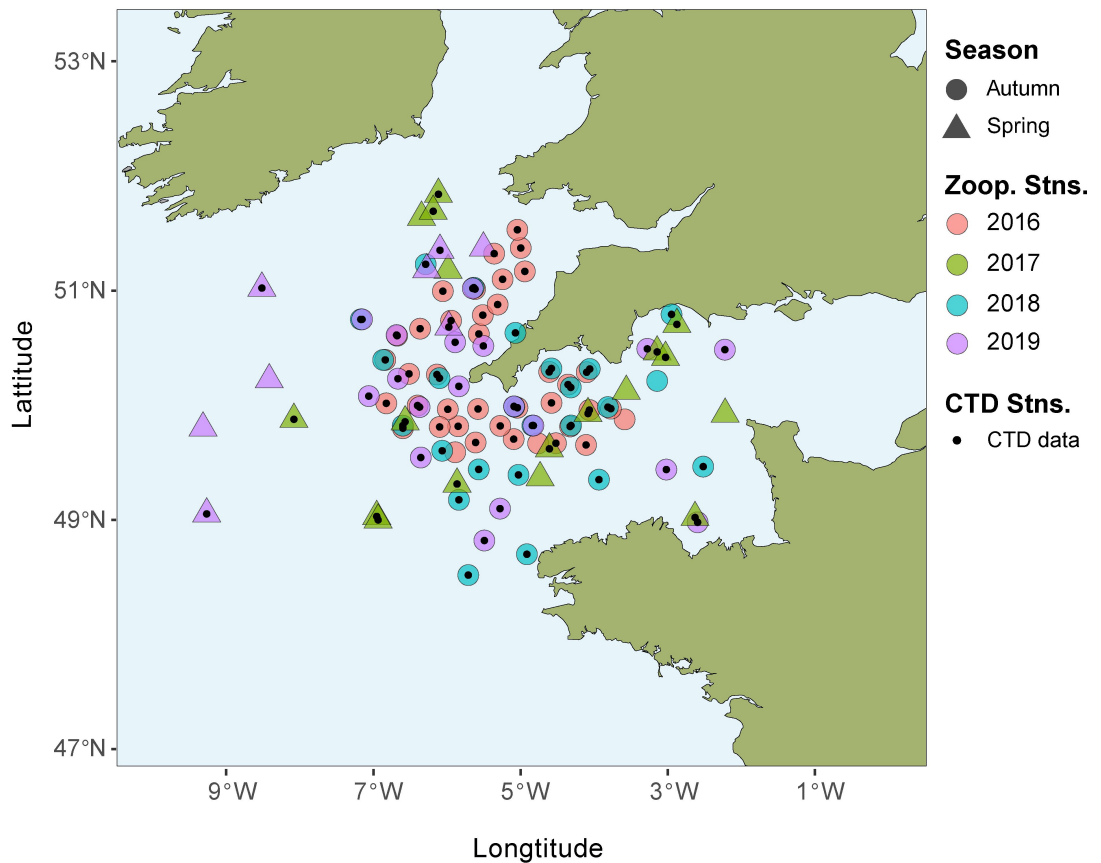 53°N
51°N
49°N
47°N
Lattitude
9°W
7°W
5°W
3°W
1°W
Longtitude
Season
Autumn
Spring
Zoop. Stns.
2016
2017
2018
2019
CTD Stns.
CTD data